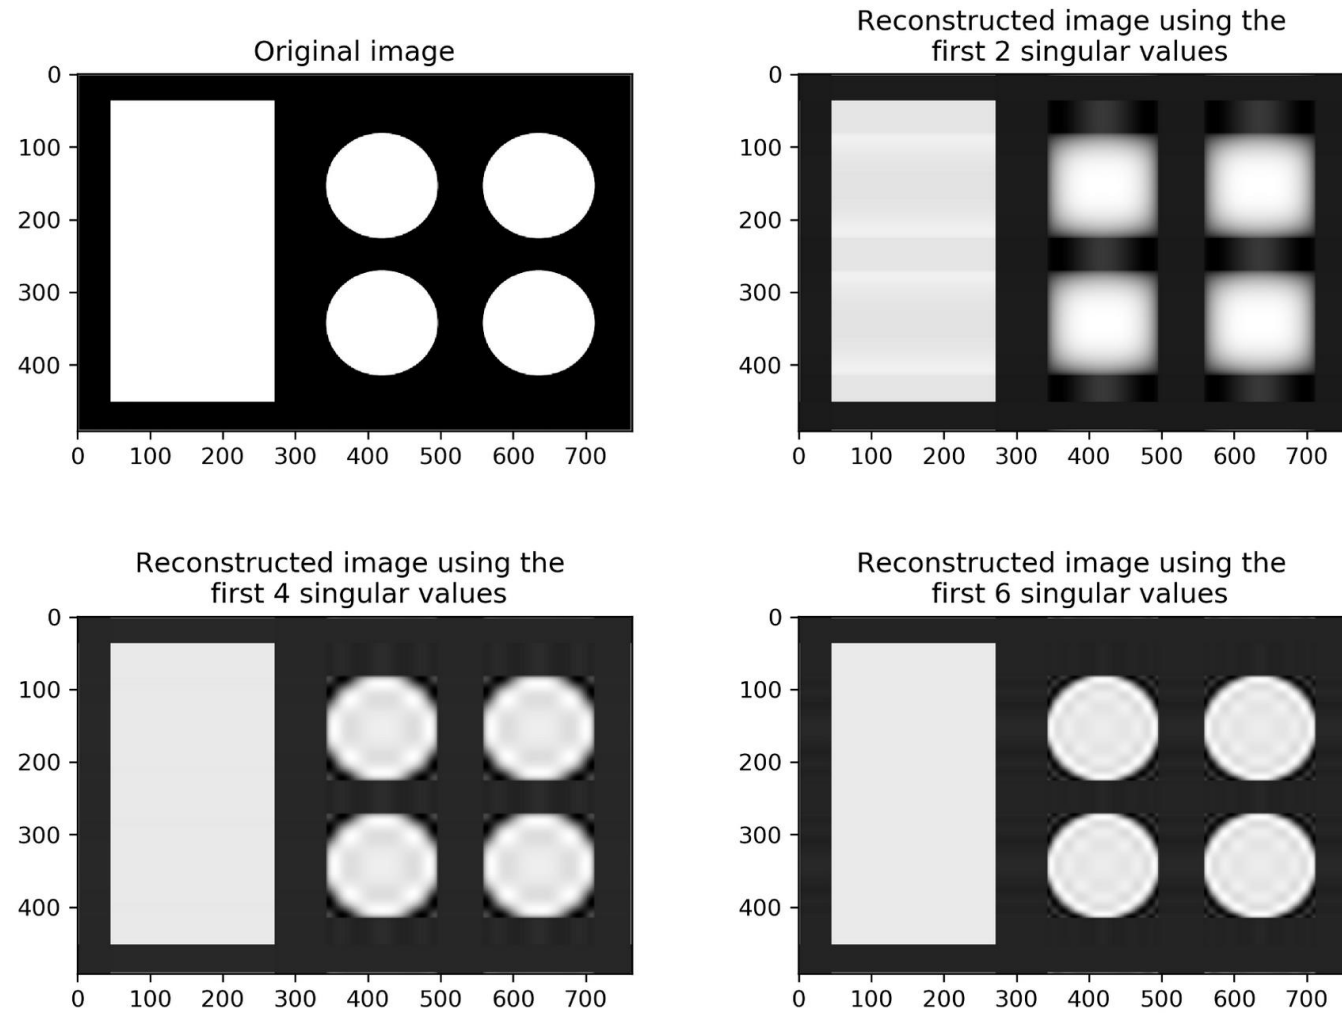 Original image
0
100
200
300
400
0 100 200 300 400 500 600 700
Reconstructed image using the
first 2 singular values
0
100
200
300
400
0 100 200 300 400 500 600 700
Reconstructed image using the
first 4 singular values
0
100
200
300
400
0 100 200 300 400 500 600 700
Reconstructed image using the
first 6 singular values
0
100
200
300
400
0 100 200 300 400 500 600 700